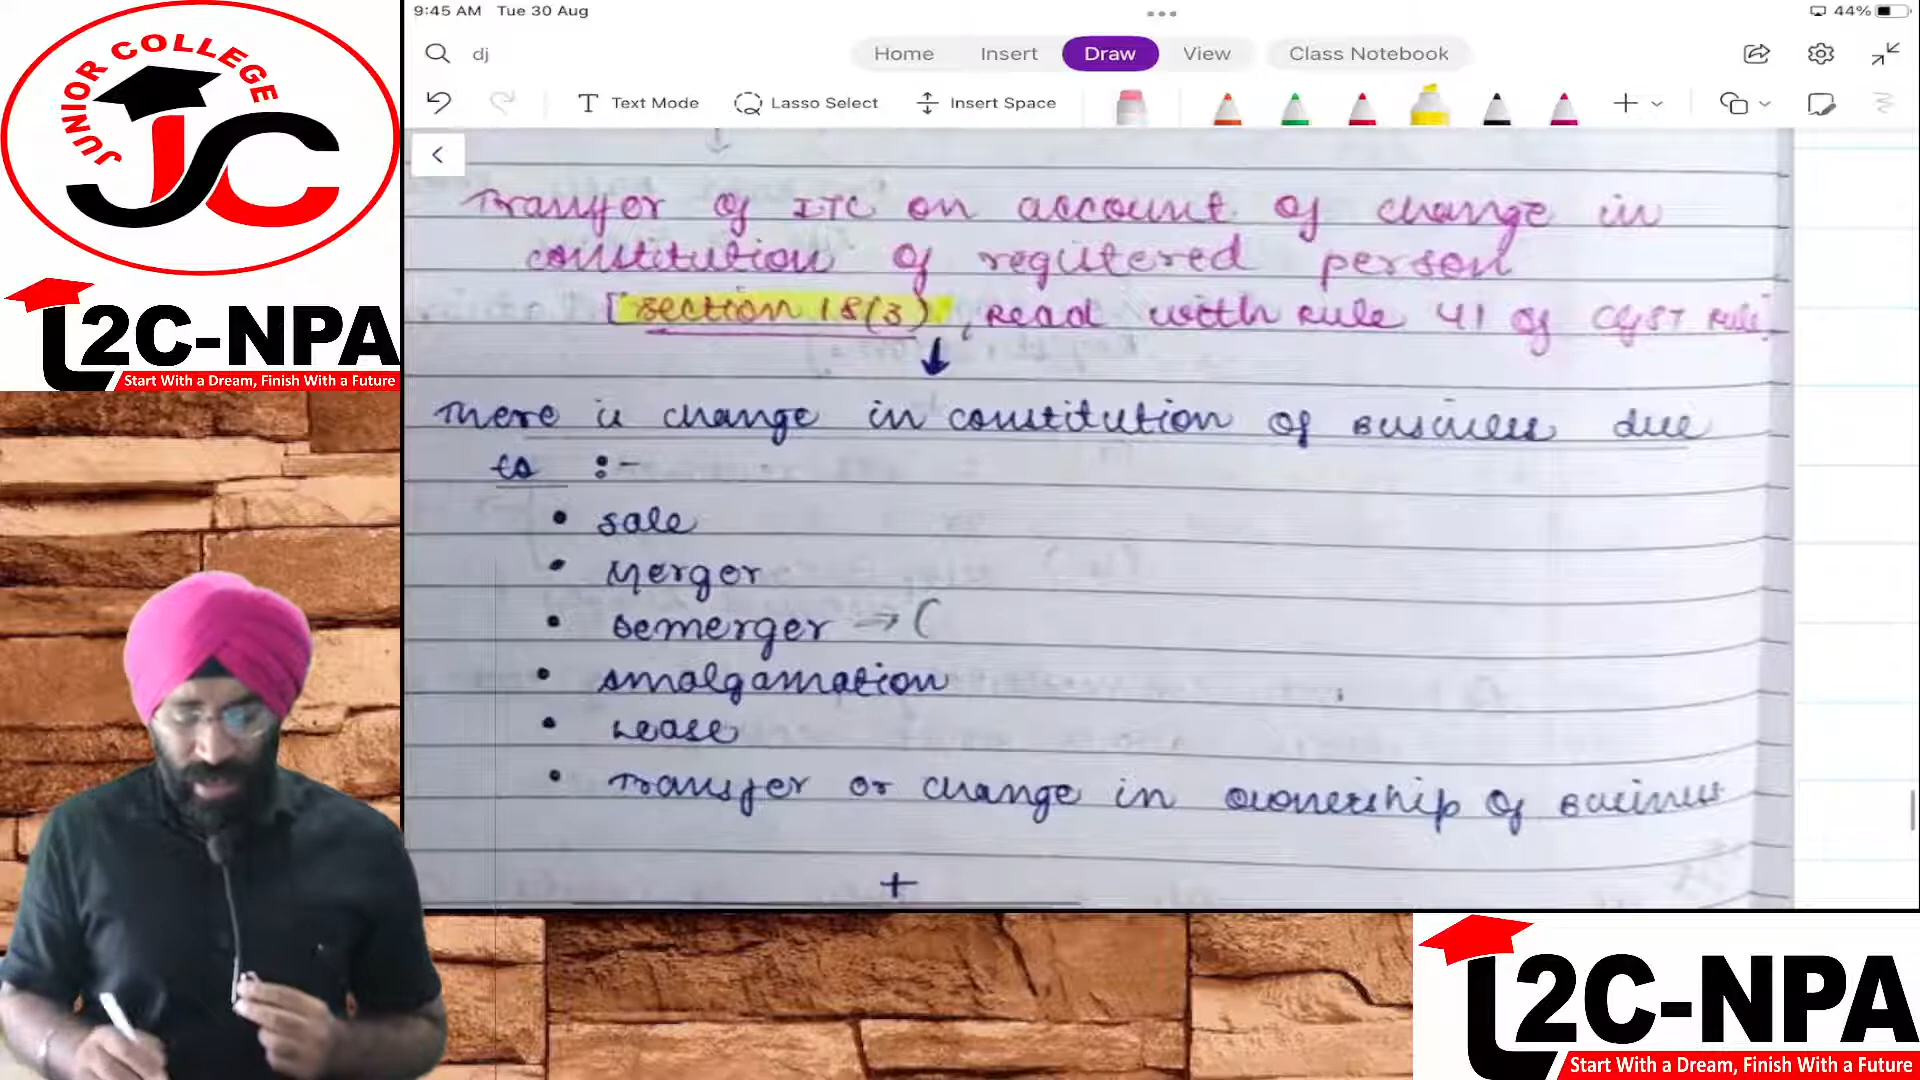 9:45 AM Tue 30 Aug
44%
dj
Home Insert Draw View Class Notebook
Text Mode Lasso Select Insert Space
Transfer of ITC on account of change in
constitution of registered person
[section 18(3), Read with Rule 41 of CGST Rule]
There is change in constitution of Business due
to :-
• sale
• Merger
• Demerger → (
• Amalgamation
• Lease
• Transfer or change in ownership of Business
+
JUNIOR COLLEGE
JC
L2C-NPA
Start With a Dream, Finish With a Future
L2C-NPA
Start With a Dream, Finish With a Future